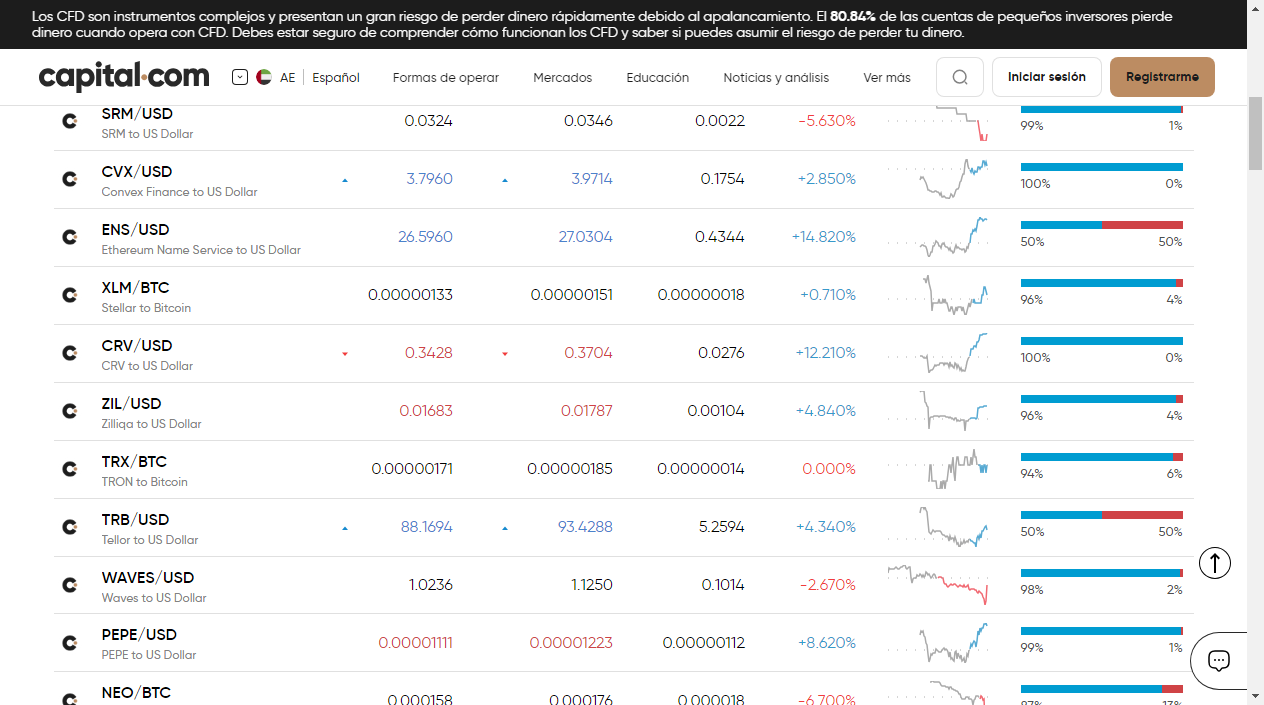 Los CFD son instrumentos complejos y presentan un gran riesgo de perder dinero rápidamente debido al apalancamiento. El 80.84% de las cuentas de pequeños inversores pierde
dinero cuando opera con CFD. Debes estar seguro de comprender cómo funcionan los CFD y saber si puedes asumir el riesgo de perder tu dinero.
capital.com AE Español Formas de operar Mercados Educación Noticias y análisis Ver más Iniciar sesión Registrarme
SRM/USD 0.0324 0.0346 0.0022 -5.630%
SRM to US Dollar 99% 1%
CVX/USD 3.7960 3.9714 0.1754 +2.850%
Convex Finance to US Dollar 100% 0%
ENS/USD 26.5960 27.0304 0.4344 +14.820%
Ethereum Name Service to US Dollar 50% 50%
XLM/BTC 0.00000133 0.00000151 0.00000018 +0.710%
Stellar to Bitcoin 96% 4%
CRV/USD 0.3428 0.3704 0.0276 +12.210%
CRV to US Dollar 100% 0%
ZIL/USD 0.01683 0.01787 0.00104 +4.840%
Zilliqa to US Dollar 96% 4%
TRX/BTC 0.00000171 0.00000185 0.00000014 0.000%
TRON to Bitcoin 94% 6%
TRB/USD 88.1694 93.4288 5.2594 +4.340%
Tellor to US Dollar 50% 50%
WAVES/USD 1.0236 1.1250 0.1014 -2.670%
Waves to US Dollar 98% 2%
PEPE/USD 0.00001111 0.00001223 0.00000112 +8.620%
PEPE to US Dollar 99% 1%
NEO/BTC 0.000158 0.000176 0.000018 -6.700%